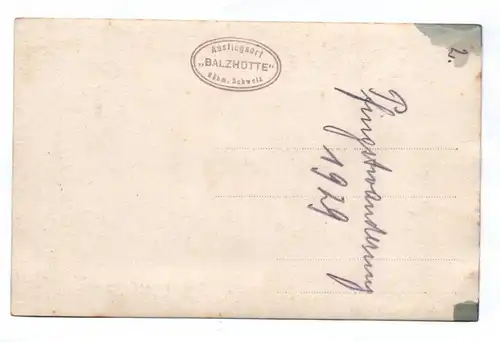 Ausflugsort
„BALZHÜTTE“
Böhm. Schweiz
2.
Pfingstwanderung
1929